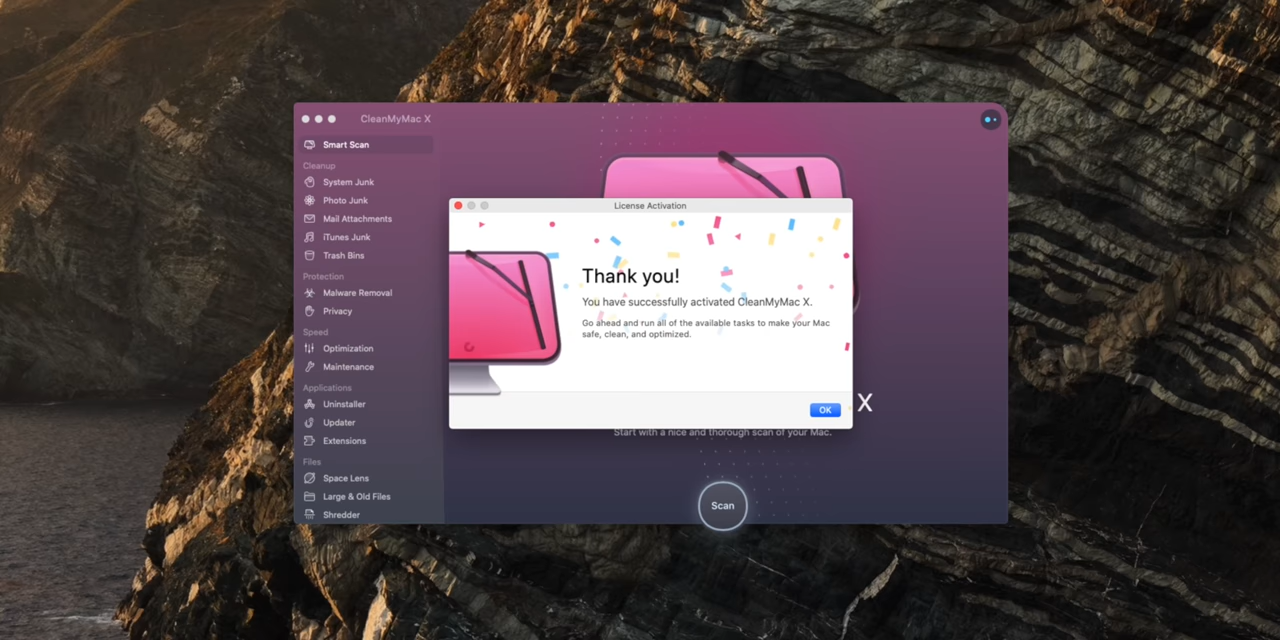 CleanMyMac X
Smart Scan
Cleanup
System Junk
Photo Junk
Mail Attachments
iTunes Junk
Trash Bins
Protection
Malware Removal
Privacy
Speed
Optimization
Maintenance
Applications
Uninstaller
Updater
Extensions
Files
Space Lens
Large & Old Files
Shredder
License Activation
Thank you!
You have successfully activated CleanMyMac X.
Go ahead and run all of the available tasks to make your Mac
safe, clean, and optimized.
OK
X
Start with a nice and thorough scan of your Mac.
Scan